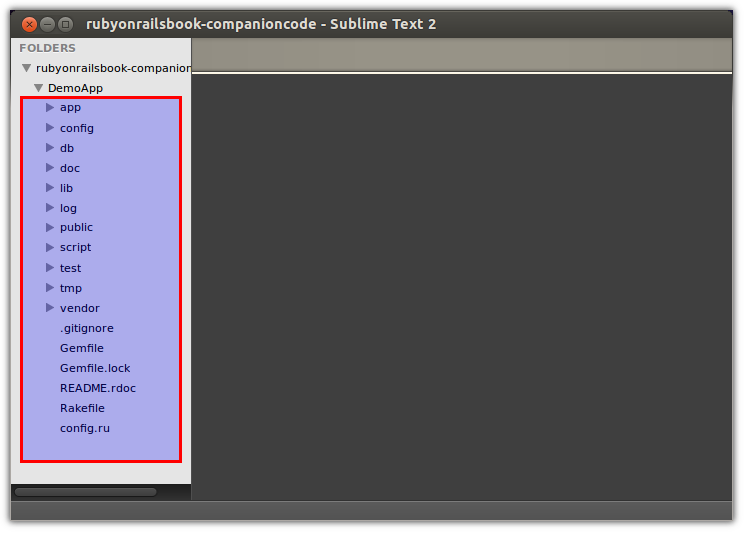 rubyonrailsbook-companioncode - Sublime Text 2
FOLDERS
rubyonrailsbook-companion
DemoApp
app
config
db
doc
lib
log
public
script
test
tmp
vendor
.gitignore
Gemfile
Gemfile.lock
README.rdoc
Rakefile
config.ru